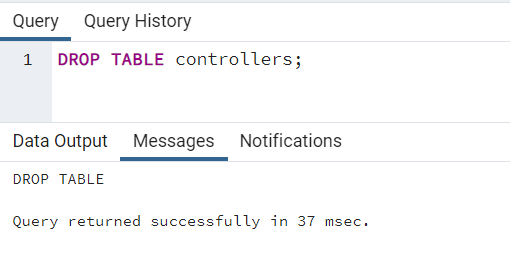 Query Query History
1 DROP TABLE controllers;
Data Output Messages Notifications
DROP TABLE
Query returned successfully in 37 msec.